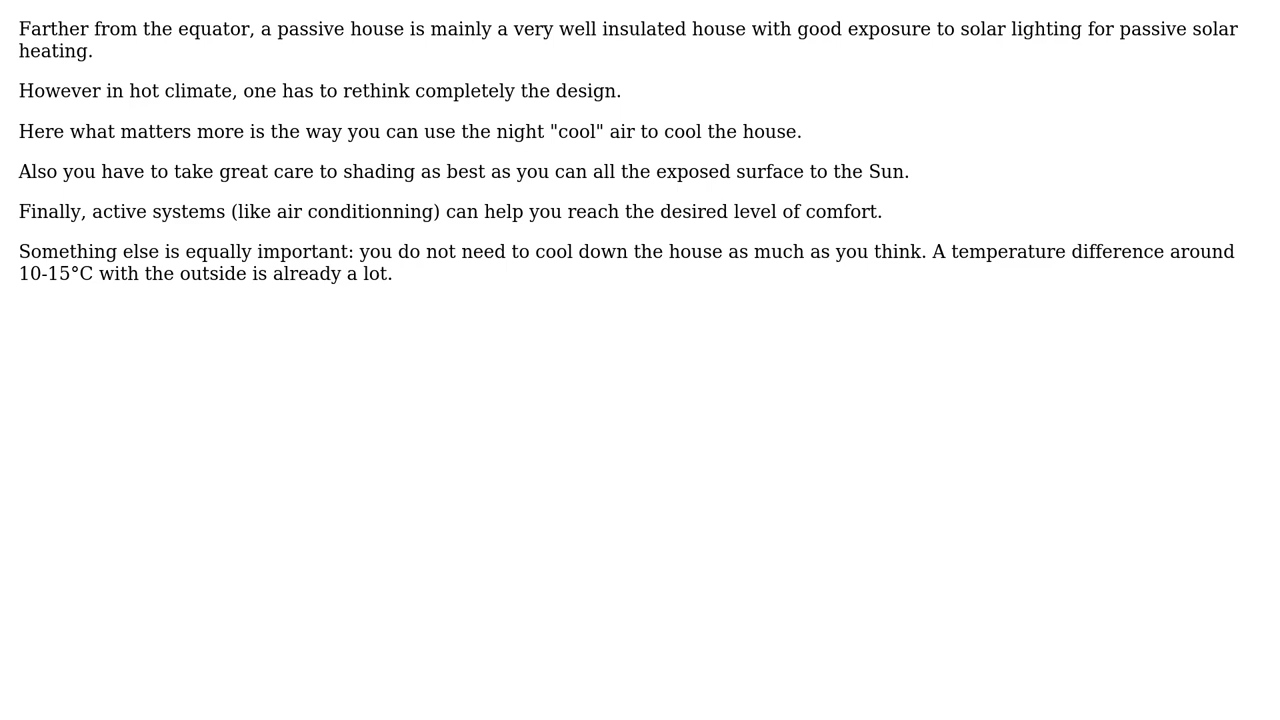 Farther from the equator, a passive house is mainly a very well insulated house with good exposure to solar lighting for passive solar
heating.
However in hot climate, one has to rethink completely the design.
Here what matters more is the way you can use the night "cool" air to cool the house.
Also you have to take great care to shading as best as you can all the exposed surface to the Sun.
Finally, active systems (like air conditionning) can help you reach the desired level of comfort.
Something else is equally important: you do not need to cool down the house as much as you think. A temperature difference around
10-15°C with the outside is already a lot.